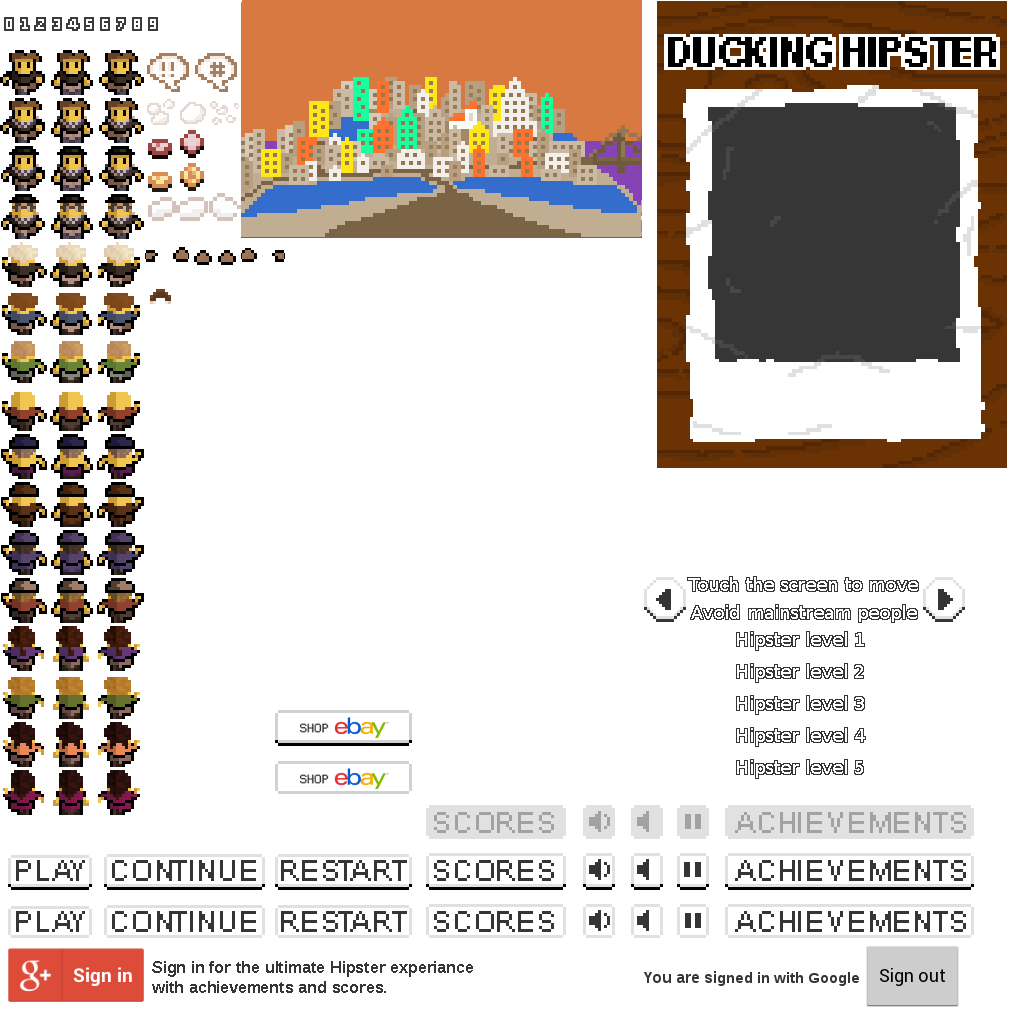 0123456789
!! #
DUCKING HIPSTER
Touch the screen to move
Avoid mainstream people
Hipster level 1
Hipster level 2
Hipster level 3
Hipster level 4
Hipster level 5
SHOP ebay
SHOP ebay
SCORES ACHIEVEMENTS
PLAY CONTINUE RESTART SCORES ACHIEVEMENTS
PLAY CONTINUE RESTART SCORES ACHIEVEMENTS
g+ Sign in
Sign in for the ultimate Hipster experiance
with achievements and scores.
You are signed in with Google
Sign out